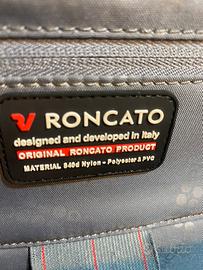 RONCATO
designed and developed in Italy
ORIGINAL RONCATO PRODUCT
MATERIAL 840d Nylon - Polyester & PVC